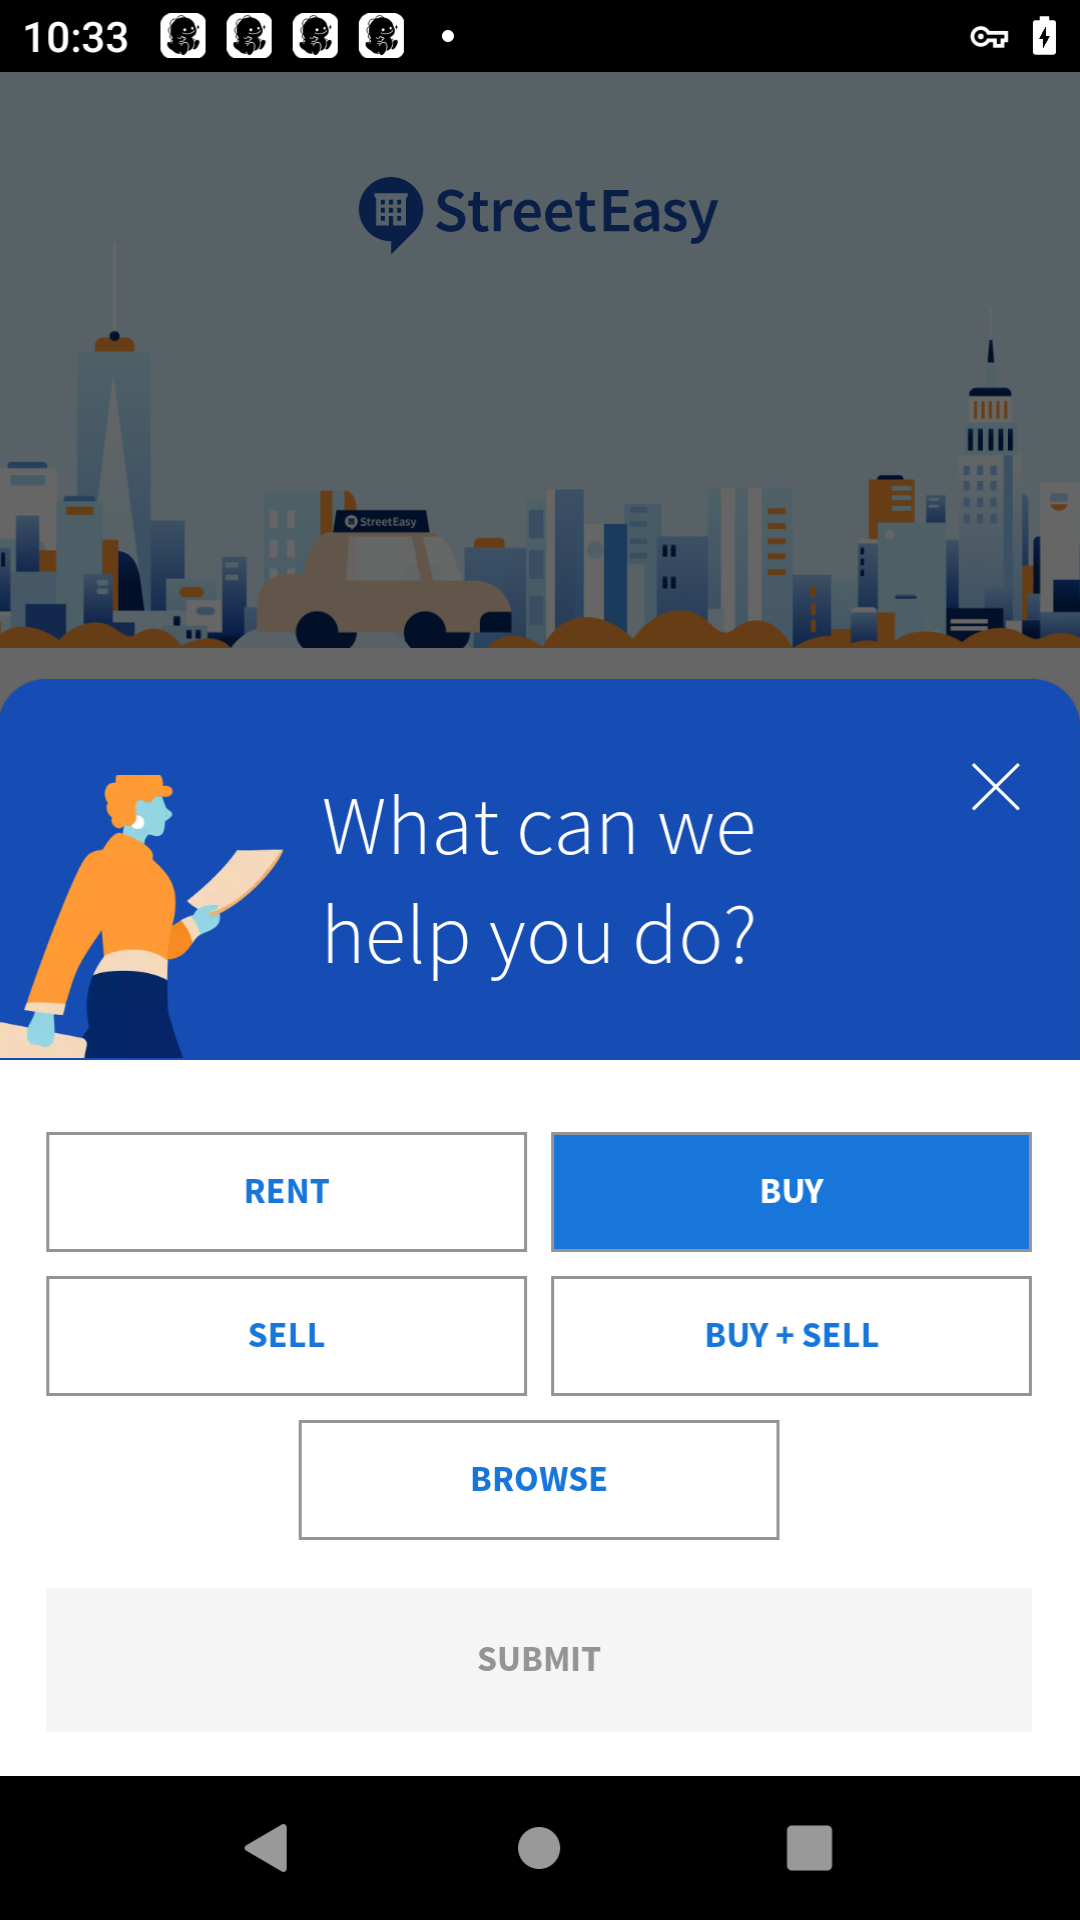 10:33
StreetEasy
StreetEasy
What can we
help you do?
RENT
BUY
SELL
BUY + SELL
BROWSE
SUBMIT